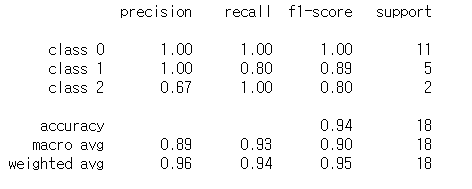 precision recall f1-score support
class 0 1.00 1.00 1.00 11
class 1 1.00 0.80 0.89 5
class 2 0.67 1.00 0.80 2
accuracy 0.94 18
macro avg 0.89 0.93 0.90 18
weighted avg 0.96 0.94 0.95 18